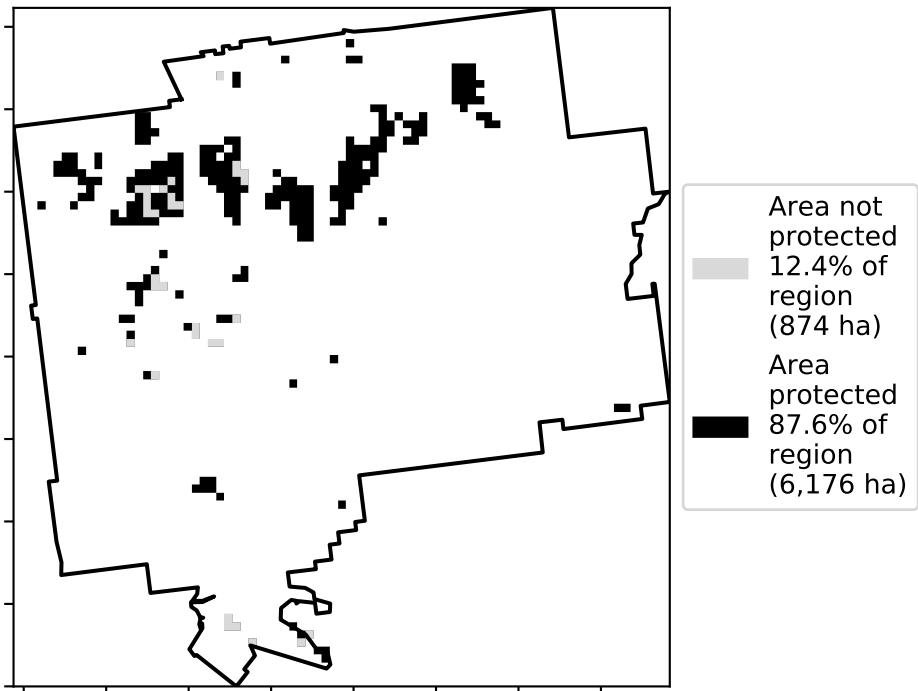 Area not
protected
12.4% of
region
(874 ha)
Area
protected
87.6% of
region
(6,176 ha)